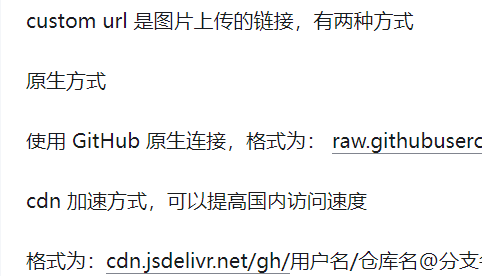 custom url 是图片上传的链接，有两种方式
原生方式
使用 GitHub 原生连接，格式为： raw.githubuserc
cdn 加速方式，可以提高国内访问速度
格式为：cdn.jsdelivr.net/gh/用户名/仓库名@分支